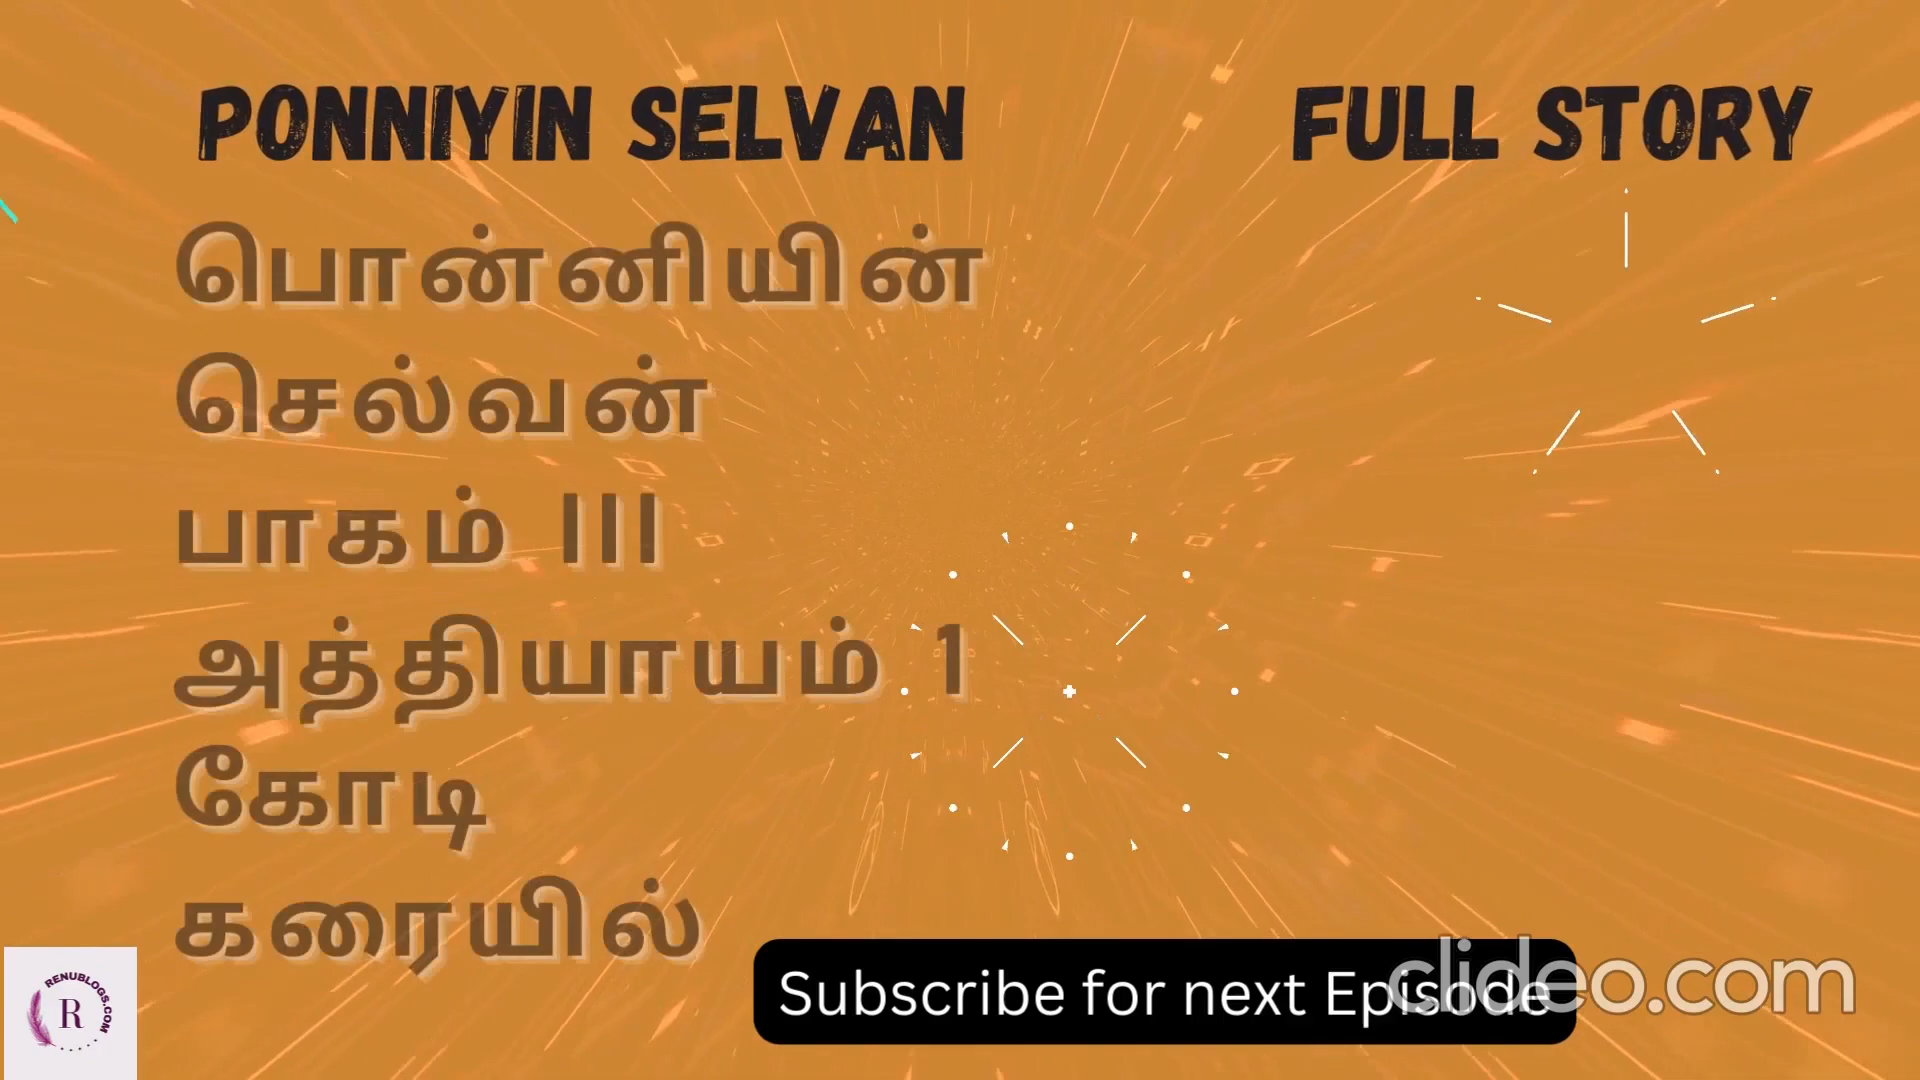 PONNIYIN SELVAN FULL STORY
பொன்னியின்
செல்வன்
பாகம் III
அத்தியாயம் 1
கோடி
கரையில்
Subscribe for next Episode
clideo.com
RENUBLOGS.COM
R